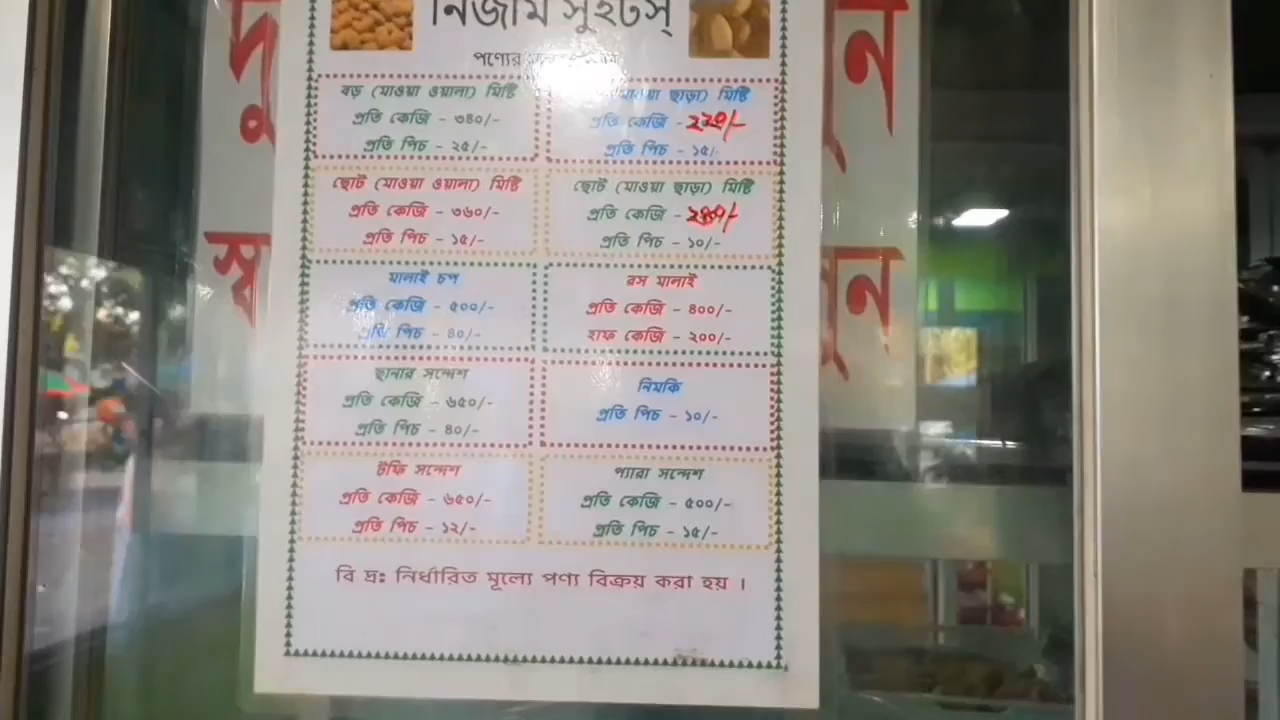 নিজাম সুইটস্
পণ্যের
বড় (মাওয়া ওয়ালা) মিষ্টি
প্রতি কেজি - ৩৪০/-
প্রতি পিচ - ২৫/-
(মাওয়া ছাড়া) মিষ্টি
প্রতি কেজি -
প্রতি পিচ - ১৫/-
ছোট (মাওয়া ওয়ালা) মিষ্টি
প্রতি কেজি - ৩৬০/-
প্রতি পিচ - ১৫/-
ছোট (মাওয়া ছাড়া) মিষ্টি
প্রতি কেজি -
প্রতি পিচ - ১০/-
মালাই চপ
প্রতি কেজি - ৫০০/-
প্রতি পিচ - ৪০/-
রস মালাই
প্রতি কেজি - ৪০০/-
হাফ কেজি - ২০০/-
ছানার সন্দেশ
প্রতি কেজি - ৬৫০/-
প্রতি পিচ - ৪০/-
নিমকি
প্রতি পিচ - ১০/-
টফি সন্দেশ
প্রতি কেজি - ৬৫০/-
প্রতি পিচ - ১২/-
প্যারা সন্দেশ
প্রতি কেজি - ৫০০/-
প্রতি পিচ - ১৫/-
বি দ্রঃ নির্ধারিত মূল্যে পণ্য বিক্রয় করা হয় ।